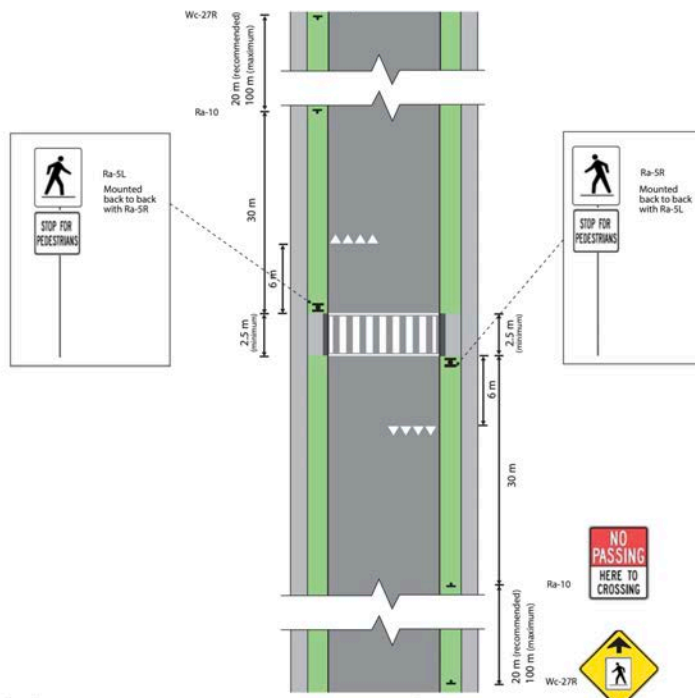 Wc-27R
20 m (recommended)
100 m (maximum)
Ra-10
30 m
6 m
2.5 m
(minimum)
Ra-5L
Mounted
back to back
with Ra-5R
STOP FOR
PEDESTRIANS
Ra-5R
Mounted
back to back
with Ra-5L
STOP FOR
PEDESTRIANS
2.5 m
(minimum)
6 m
30 m
Ra-10
NO
PASSING
HERE TO
CROSSING
20 m (recommended)
100 m (maximum)
Wc-27R